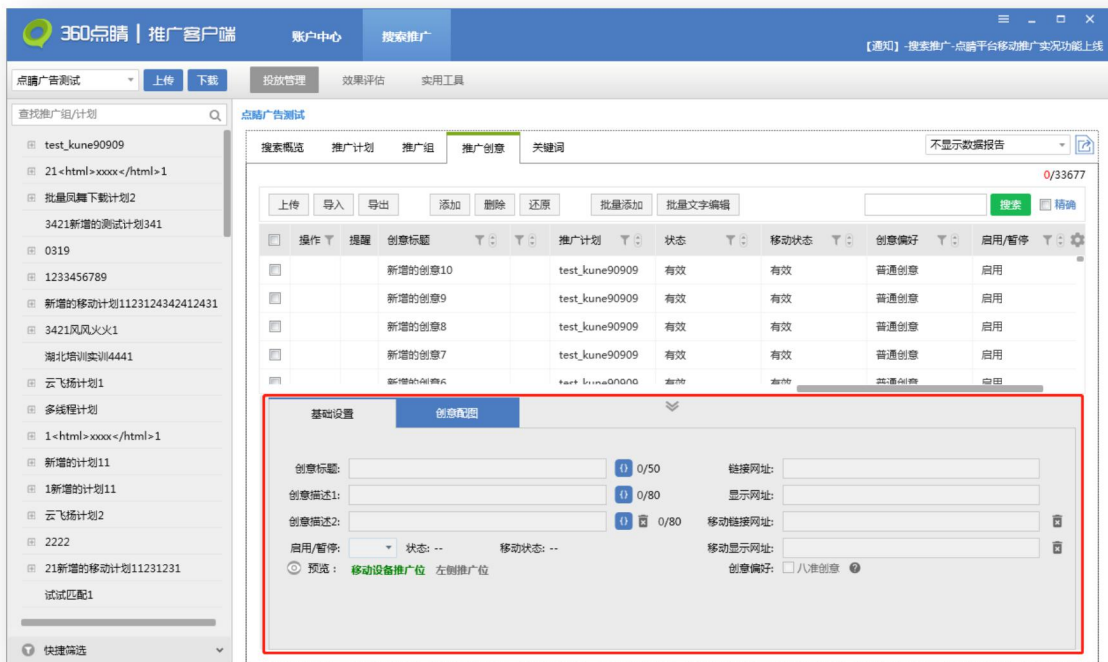 360点睛 | 推广客户端
账户中心 搜索推广
【通知】-搜索推广-点睛平台移动推广实况功能上线
点睛广告测试 上传 下载 投放管理 效果评估 实用工具
查找推广组/计划
点睛广告测试
test_kune90909
21<html>xxxx</html>1
批量凤舞下载计划2
3421新增的测试计划341
0319
1233456789
新增的移动计划1123124342412431
3421风风火火1
湖北培训实训4441
云飞扬计划1
多线程计划
1<html>xxxx</html>1
新增的计划11
1新增的计划11
云飞扬计划2
2222
21新增的移动计划11231231
试试匹配1
快捷筛选
搜索概览 推广计划 推广组 推广创意 关键词 不显示数据报告
0/33677
上传 导入 导出 添加 删除 还原 批量添加 批量文字编辑 搜索 精确
操作 提醒 创意标题 推广计划 状态 移动状态 创意偏好 启用/暂停
新增的创意10 test_kune90909 有效 有效 普通创意 启用
新增的创意9 test_kune90909 有效 有效 普通创意 启用
新增的创意8 test_kune90909 有效 有效 普通创意 启用
新增的创意7 test_kune90909 有效 有效 普通创意 启用
新增的创意6 test_kune90909 有效 有效 普通创意 启用
基础设置 创意配图
创意标题: {} 0/50 链接网址:
创意描述1: {} 0/80 显示网址:
创意描述2: {} 0/80 移动链接网址:
启用/暂停: 状态: -- 移动状态: -- 移动显示网址:
预览: 移动设备推广位 左侧推广位 创意偏好: 八准创意 ?